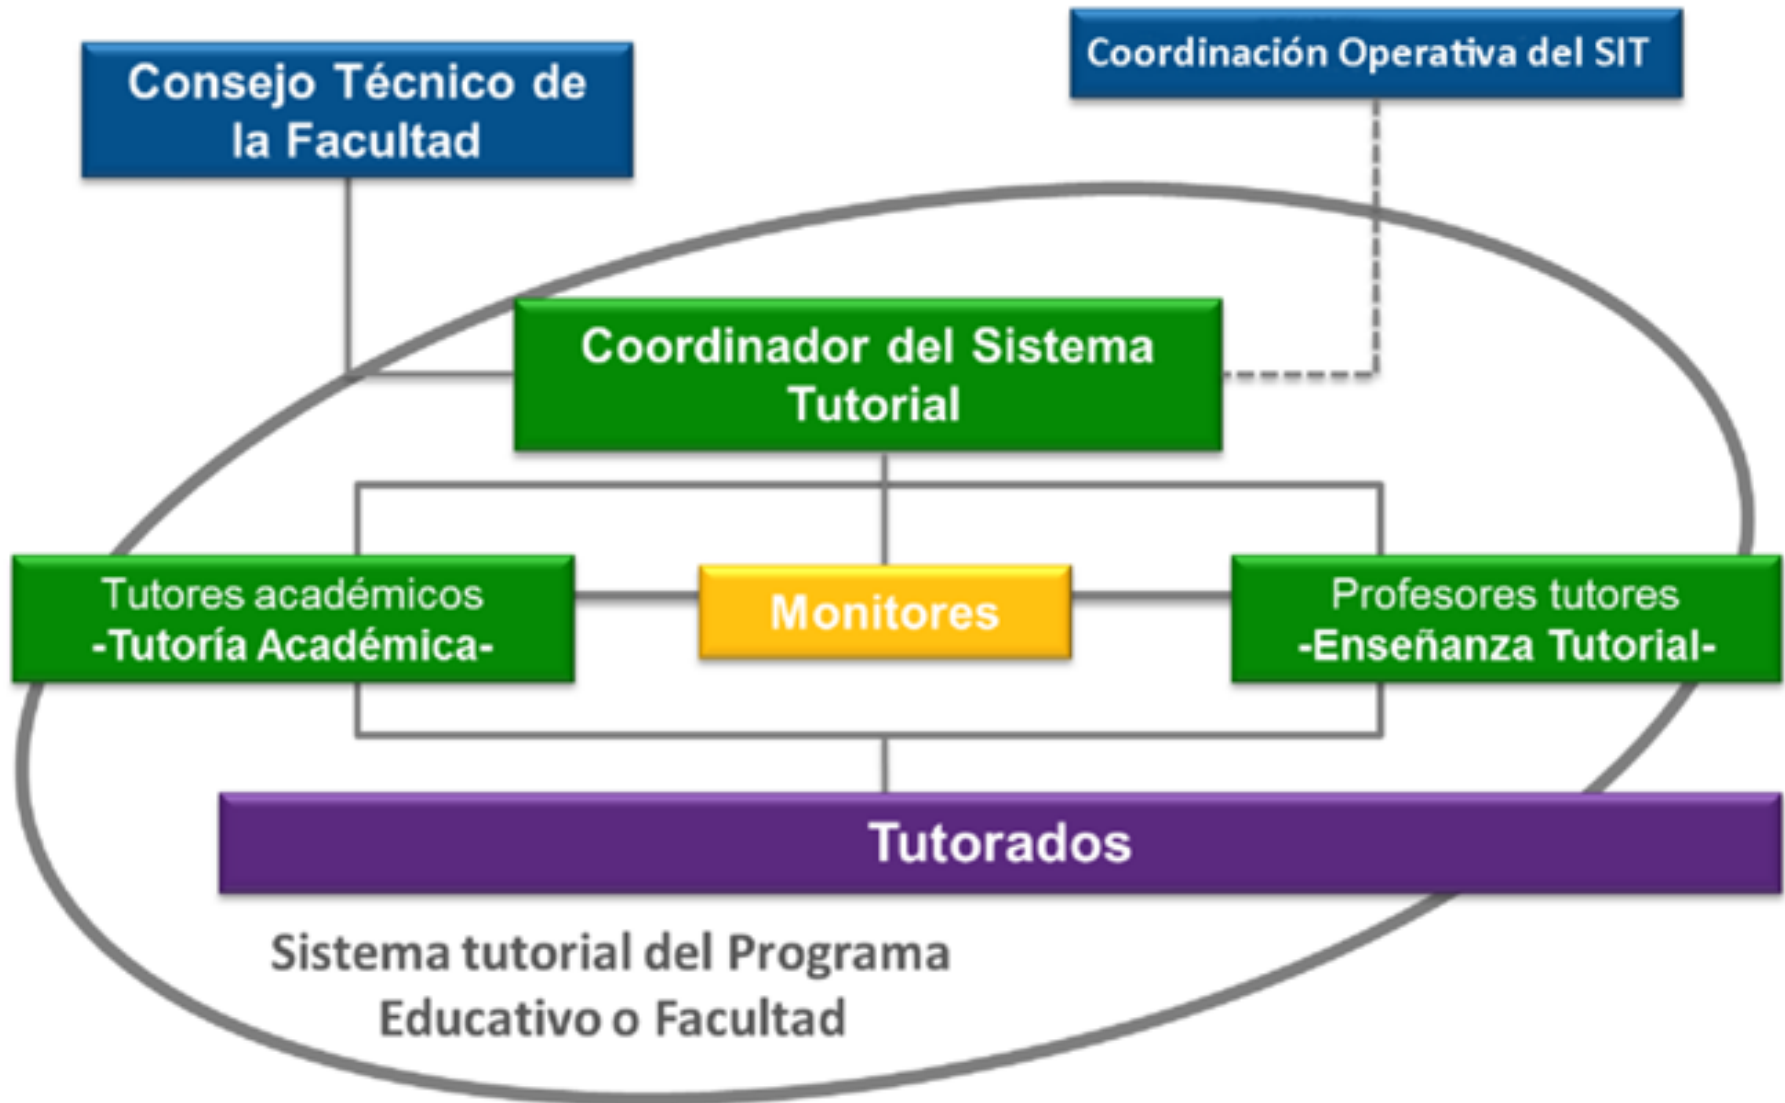 Consejo Técnico de
la Facultad
Coordinación Operativa del SIT
Coordinador del Sistema
Tutorial
Tutores académicos
-Tutoría Académica-
Monitores
Profesores tutores
-Enseñanza Tutorial-
Tutorados
Sistema tutorial del Programa
Educativo o Facultad